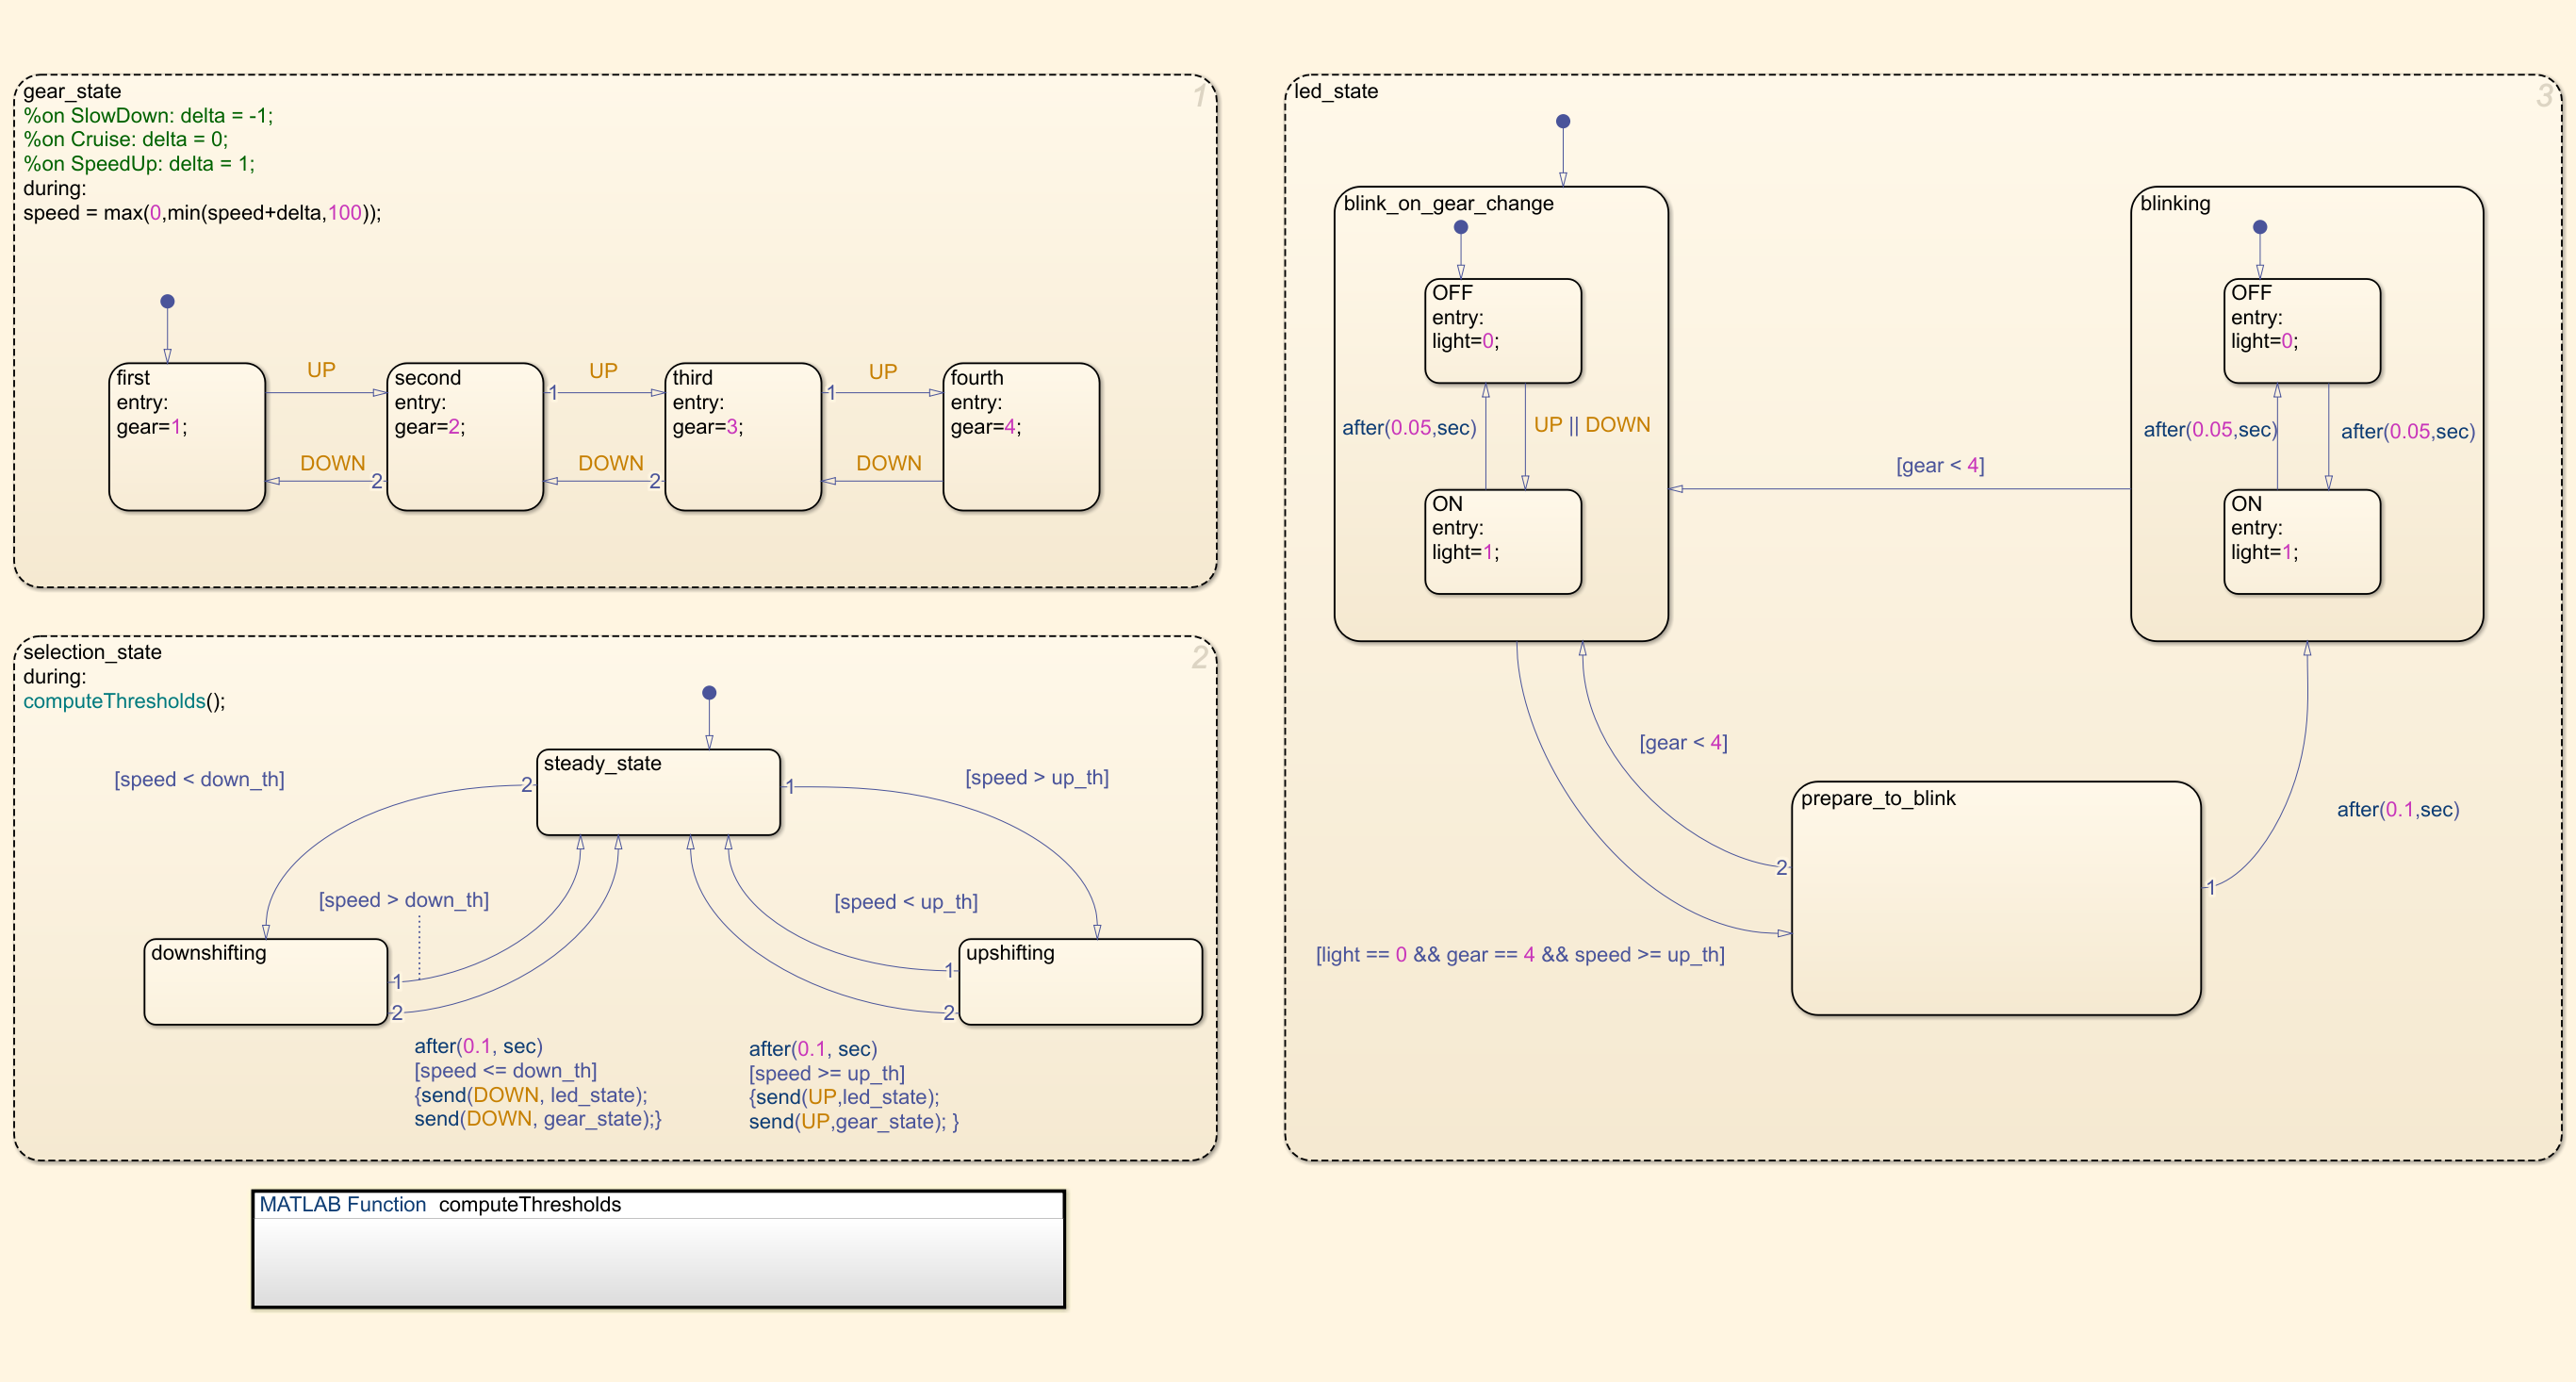 gear_state
1
%on SlowDown: delta = -1;
%on Cruise: delta = 0;
%on SpeedUp: delta = 1;
during:
speed = max(0,min(speed+delta,100));
first
entry:
gear=1;
UP
DOWN
2
second
entry:
gear=2;
1
UP
DOWN
2
third
entry:
gear=3;
1
UP
DOWN
fourth
entry:
gear=4;
selection_state
2
during:
computeThresholds();
steady_state
[speed < down_th]
2
1
[speed > up_th]
[speed > down_th]
[speed < up_th]
downshifting
1
2
upshifting
1
2
after(0.1, sec)
[speed <= down_th]
{send(DOWN, led_state);
send(DOWN, gear_state);}
after(0.1, sec)
[speed >= up_th]
{send(UP,led_state);
send(UP,gear_state); }
MATLAB Function computeThresholds
led_state
3
blink_on_gear_change
OFF
entry:
light=0;
after(0.05,sec)
UP || DOWN
ON
entry:
light=1;
[gear < 4]
blinking
OFF
entry:
light=0;
after(0.05,sec)
after(0.05,sec)
ON
entry:
light=1;
[gear < 4]
prepare_to_blink
2
1
after(0.1,sec)
[light == 0 && gear == 4 && speed >= up_th]